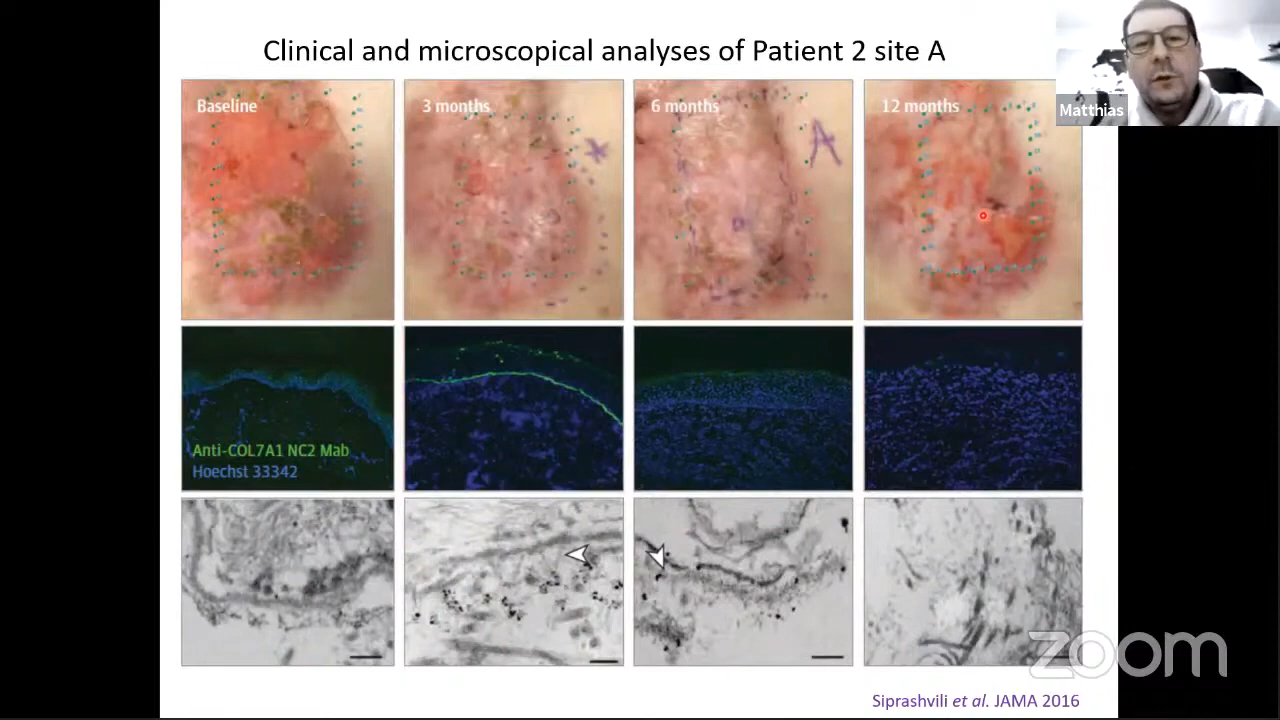 Clinical and microscopical analyses of Patient 2 site A
Baseline
3 months
6 months
12 months
Matthias
A
Anti-COL7A1 NC2 Mab
Hoechst 33342
zoom
Siprashvili et al. JAMA 2016